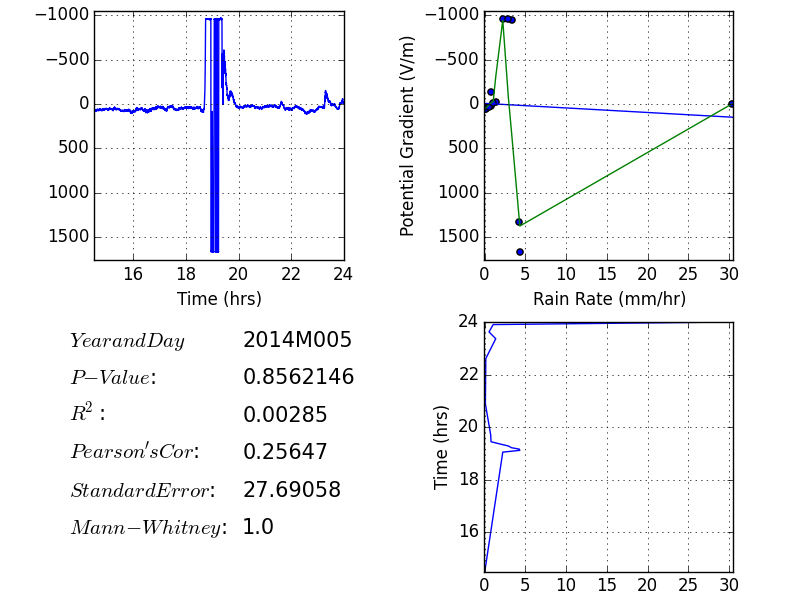 −1000
−500
0
500
1000
1500
16 18 20 22 24
Time (hrs)
−1000
−500
0
500
1000
1500
Potential Gradient (V/m)
0 5 10 15 20 25 30
Rain Rate (mm/hr)
YearandDay 2014M005
P−Value: 0.8562146
R²: 0.00285
Pearson'sCor: 0.25647
StandardError: 27.69058
Mann−Whitney: 1.0
24
22
20
18
16
Time (hrs)
0 5 10 15 20 25 30